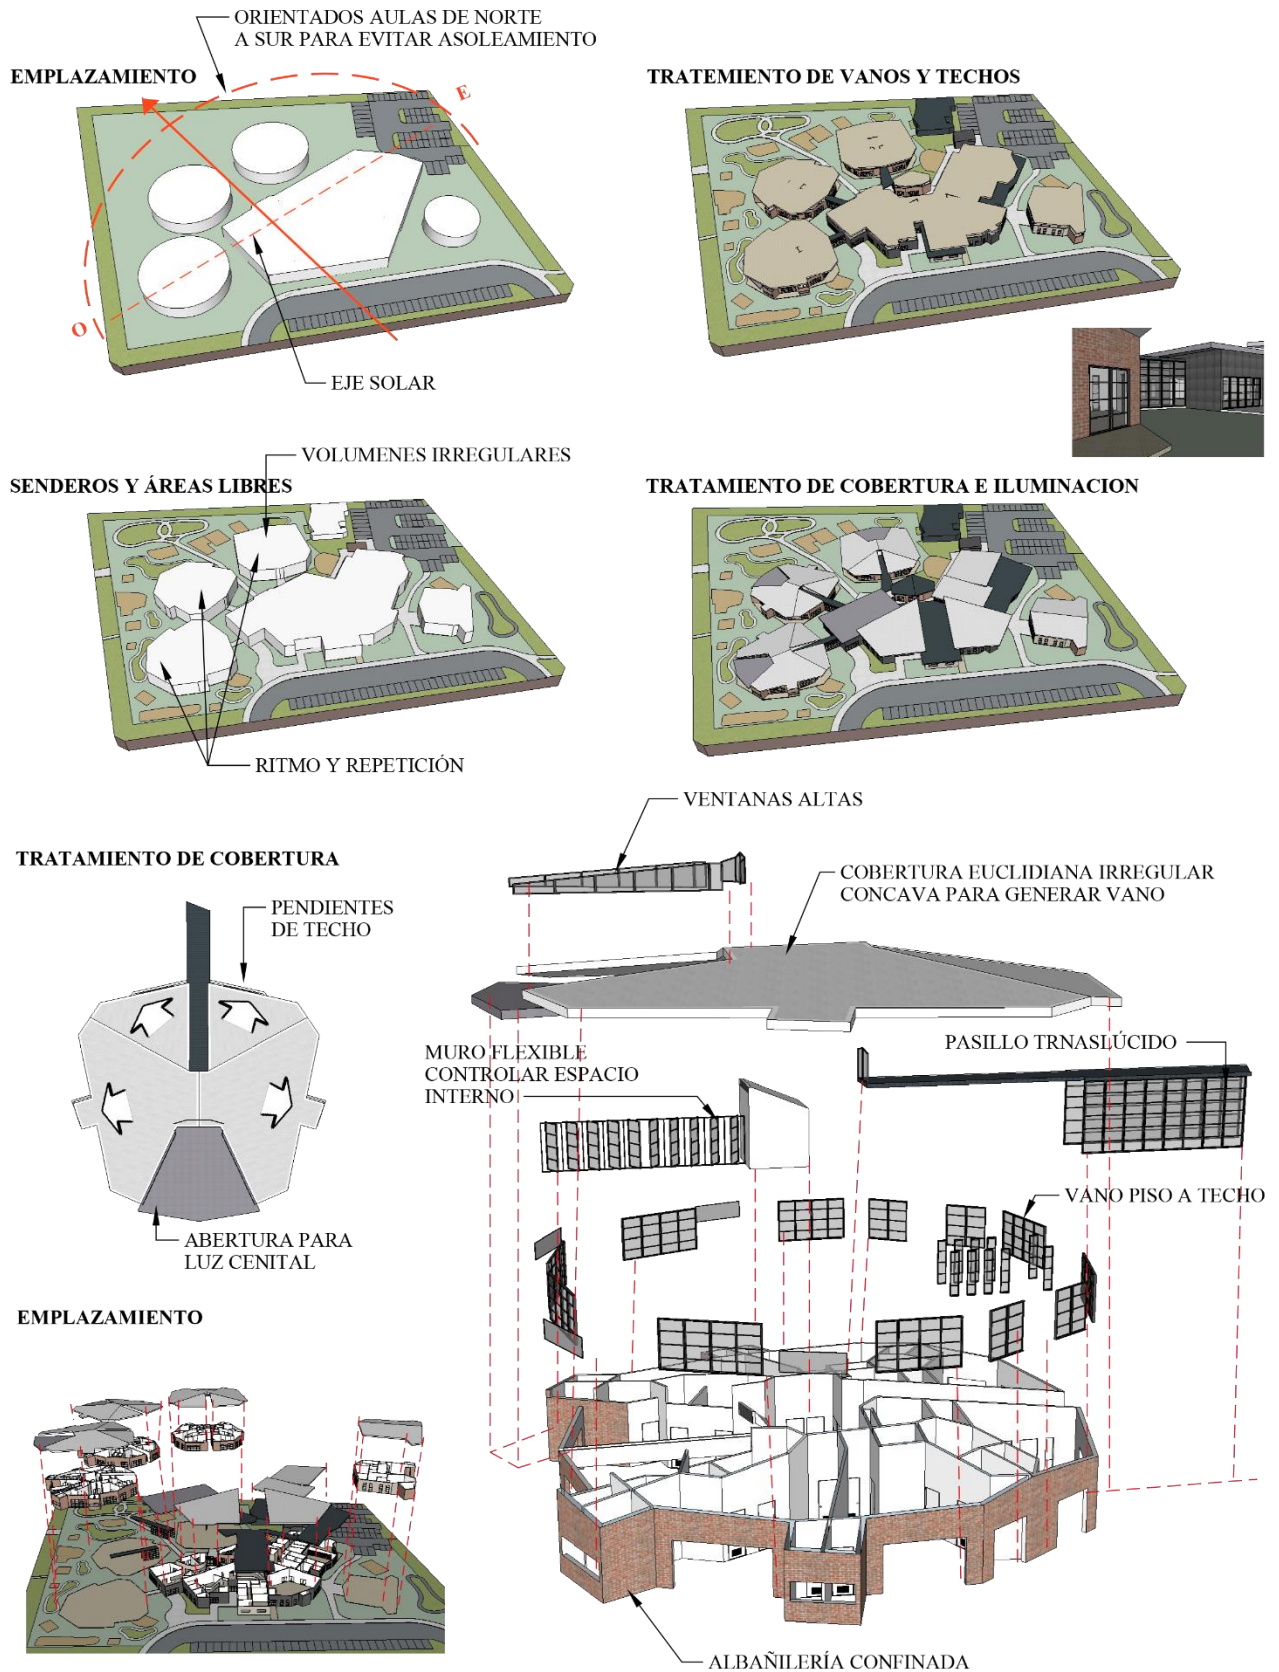 ORIENTADOS AULAS DE NORTE
A SUR PARA EVITAR ASOLEAMIENTO
EMPLAZAMIENTO
E
O
EJE SOLAR
TRATEMIENTO DE VANOS Y TECHOS
VOLUMENES IRREGULARES
SENDEROS Y ÁREAS LIBRES
RITMO Y REPETICIÓN
TRATAMIENTO DE COBERTURA E ILUMINACION
VENTANAS ALTAS
TRATAMIENTO DE COBERTURA
COBERTURA EUCLIDIANA IRREGULAR
CONCAVA PARA GENERAR VANO
PENDIENTES
DE TECHO
MURO FLEXIBLE
CONTROLAR ESPACIO
INTERNO
PASILLO TRNASLÚCIDO
VANO PISO A TECHO
ABERTURA PARA
LUZ CENITAL
EMPLAZAMIENTO
ALBAÑILERÍA CONFINADA